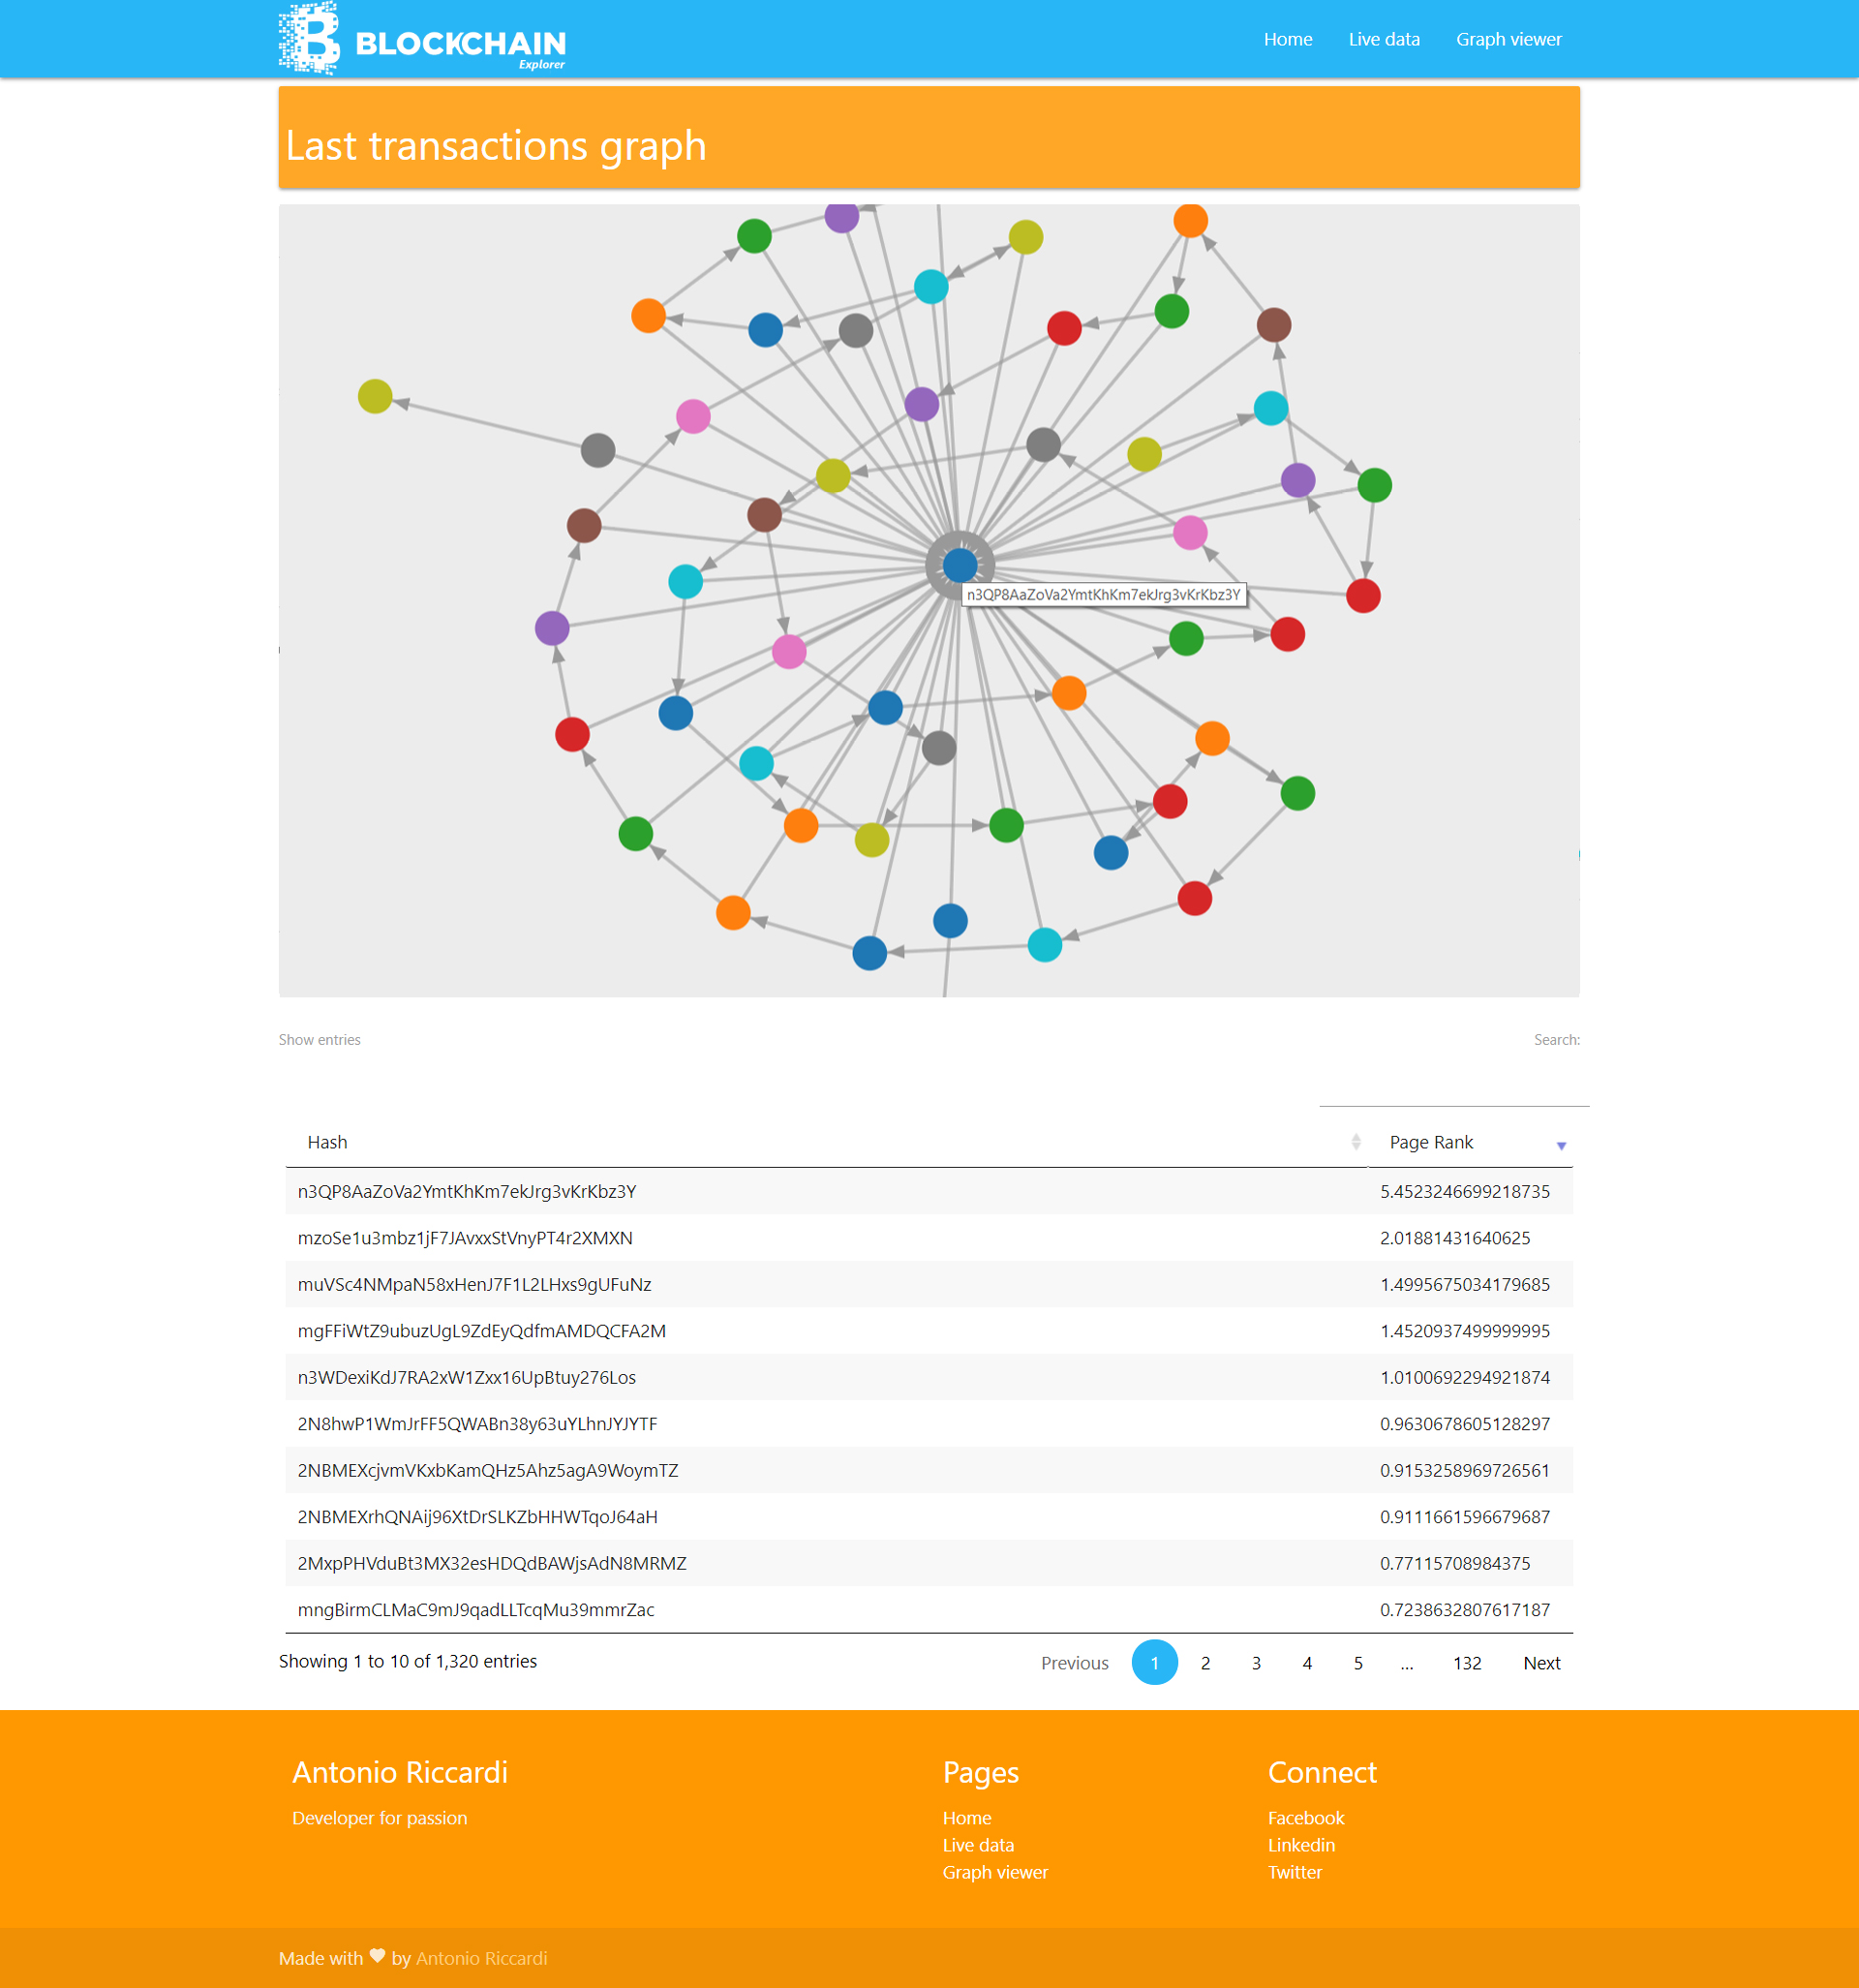 BLOCKCHAIN
Explorer
Home
Live data
Graph viewer
Last transactions graph
n3QP8AaZoVa2YmtKhKm7ekJrg3vKrKbz3Y
Show entries
Search:
Hash
Page Rank
n3QP8AaZoVa2YmtKhKm7ekJrg3vKrKbz3Y 5.4523246699218735
mzoSe1u3mbz1jF7JAvxxStVnyPT4r2XMXN 2.01881431640625
muVSc4NMpaN58xHenJ7F1L2LHxs9gUFuNz 1.4995675034179685
mgFFiWtZ9ubuzUgL9ZdEyQdfmAMDQCFA2M 1.4520937499999995
n3WDexiKdJ7RA2xW1Zxx16UpBtuy276Los 1.0100692294921874
2N8hwP1WmJrFF5QWABn38y63uYLhnJYJYTF 0.9630678605128297
2NBMEXcjvmVKxbKamQHz5Ahz5agA9WoymTZ 0.9153258969726561
2NBMEXrhQNAij96XtDrSLKZbHHWTqoJ64aH 0.9111661596679687
2MxpPHVduBt3MX32esHDQdBAWjsAdN8MRMZ 0.77115708984375
mngBirmCLMaC9mJ9qadLLTcqMu39mmrZac 0.7238632807617187
Showing 1 to 10 of 1,320 entries
Previous 1 2 3 4 5 … 132 Next
Antonio Riccardi
Developer for passion
Pages
Home
Live data
Graph viewer
Connect
Facebook
Linkedin
Twitter
Made with ♥ by Antonio Riccardi